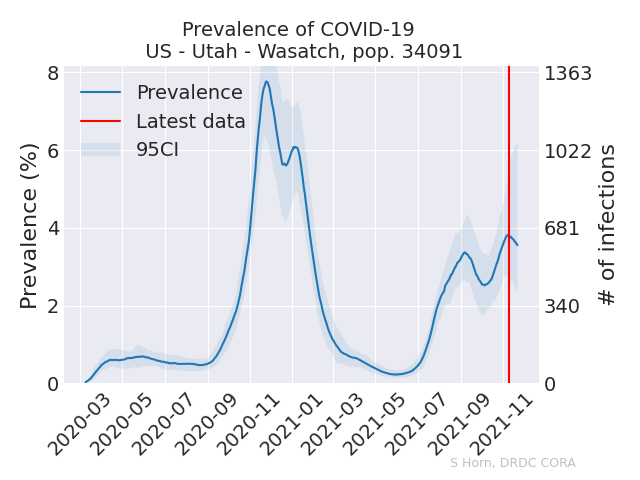 Prevalence of COVID-19
US - Utah - Wasatch, pop. 34091
Prevalence
Latest data
95CI
Prevalence (%)
8
6
4
2
0
1363
1022
681
340
0
# of infections
2020-03
2020-05
2020-07
2020-09
2020-11
2021-01
2021-03
2021-05
2021-07
2021-09
2021-11
S Horn, DRDC CORA